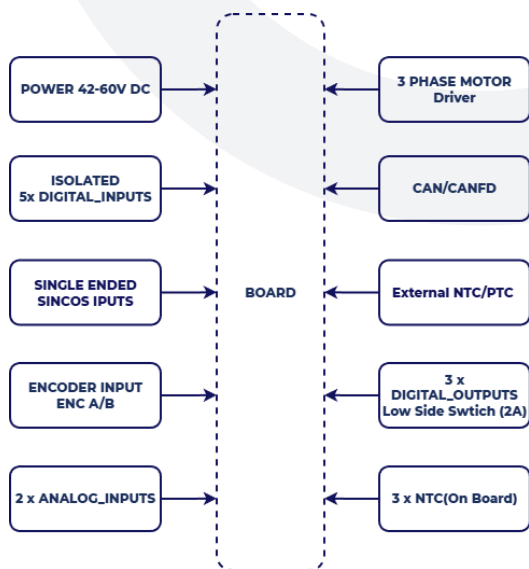 POWER 42-60V DC
ISOLATED
5x DIGITAL_INPUTS
SINGLE ENDED
SINCOS IPUTS
ENCODER INPUT
ENC A/B
2 x ANALOG_INPUTS
BOARD
3 PHASE MOTOR
Driver
CAN/CANFD
External NTC/PTC
3 x
DIGITAL_OUTPUTS
Low Side Swtich (2A)
3 x NTC(On Board)